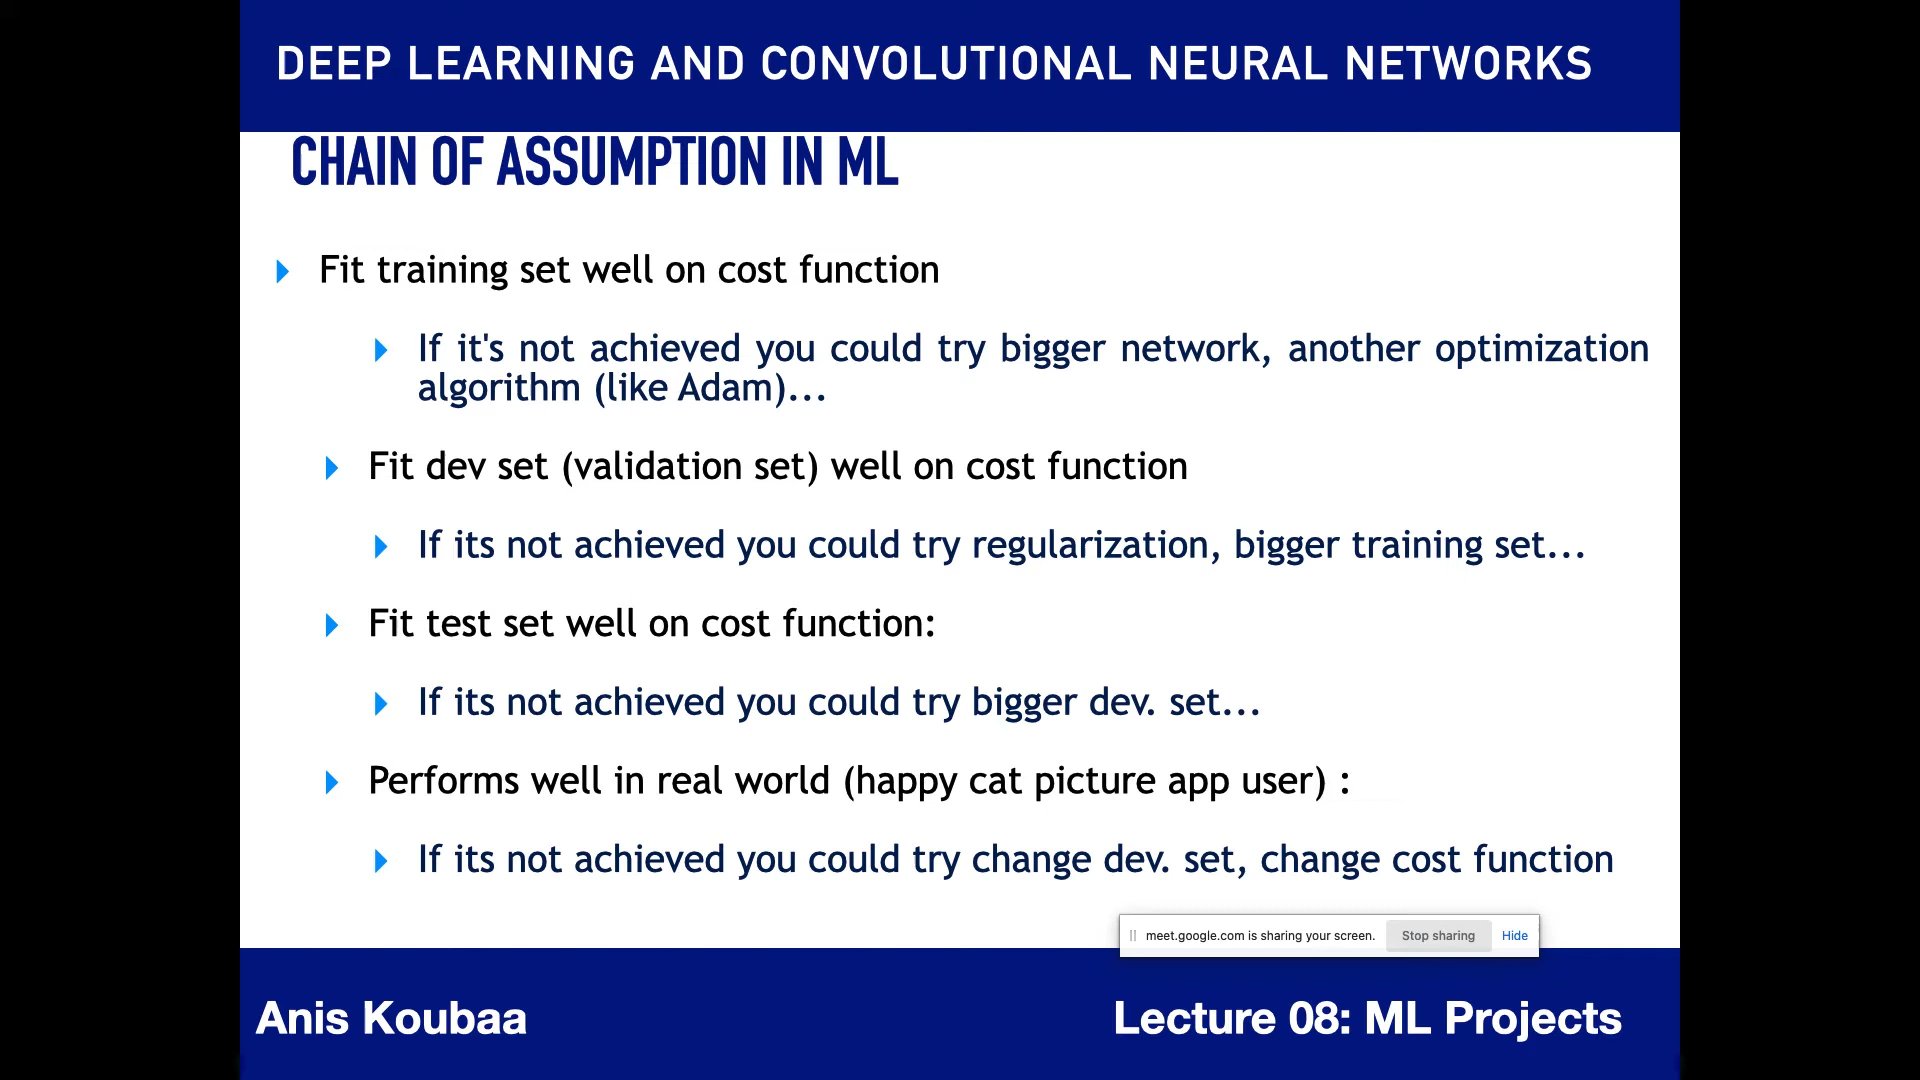 DEEP LEARNING AND CONVOLUTIONAL NEURAL NETWORKS
CHAIN OF ASSUMPTION IN ML
Fit training set well on cost function
If it's not achieved you could try bigger network, another optimization
algorithm (like Adam)...
Fit dev set (validation set) well on cost function
If its not achieved you could try regularization, bigger training set...
Fit test set well on cost function:
If its not achieved you could try bigger dev. set...
Performs well in real world (happy cat picture app user) :
If its not achieved you could try change dev. set, change cost function
meet.google.com is sharing your screen. Stop sharing Hide
Anis Koubaa Lecture 08: ML Projects